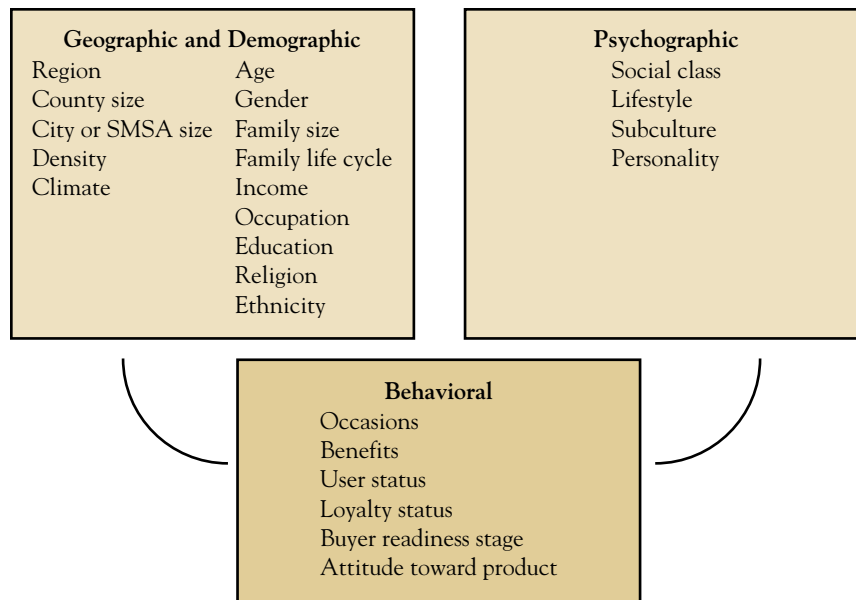 Geographic and Demographic
Region
County size
City or SMSA size
Density
Climate
Age
Gender
Family size
Family life cycle
Income
Occupation
Education
Religion
Ethnicity
Psychographic
Social class
Lifestyle
Subculture
Personality
Behavioral
Occasions
Benefits
User status
Loyalty status
Buyer readiness stage
Attitude toward product